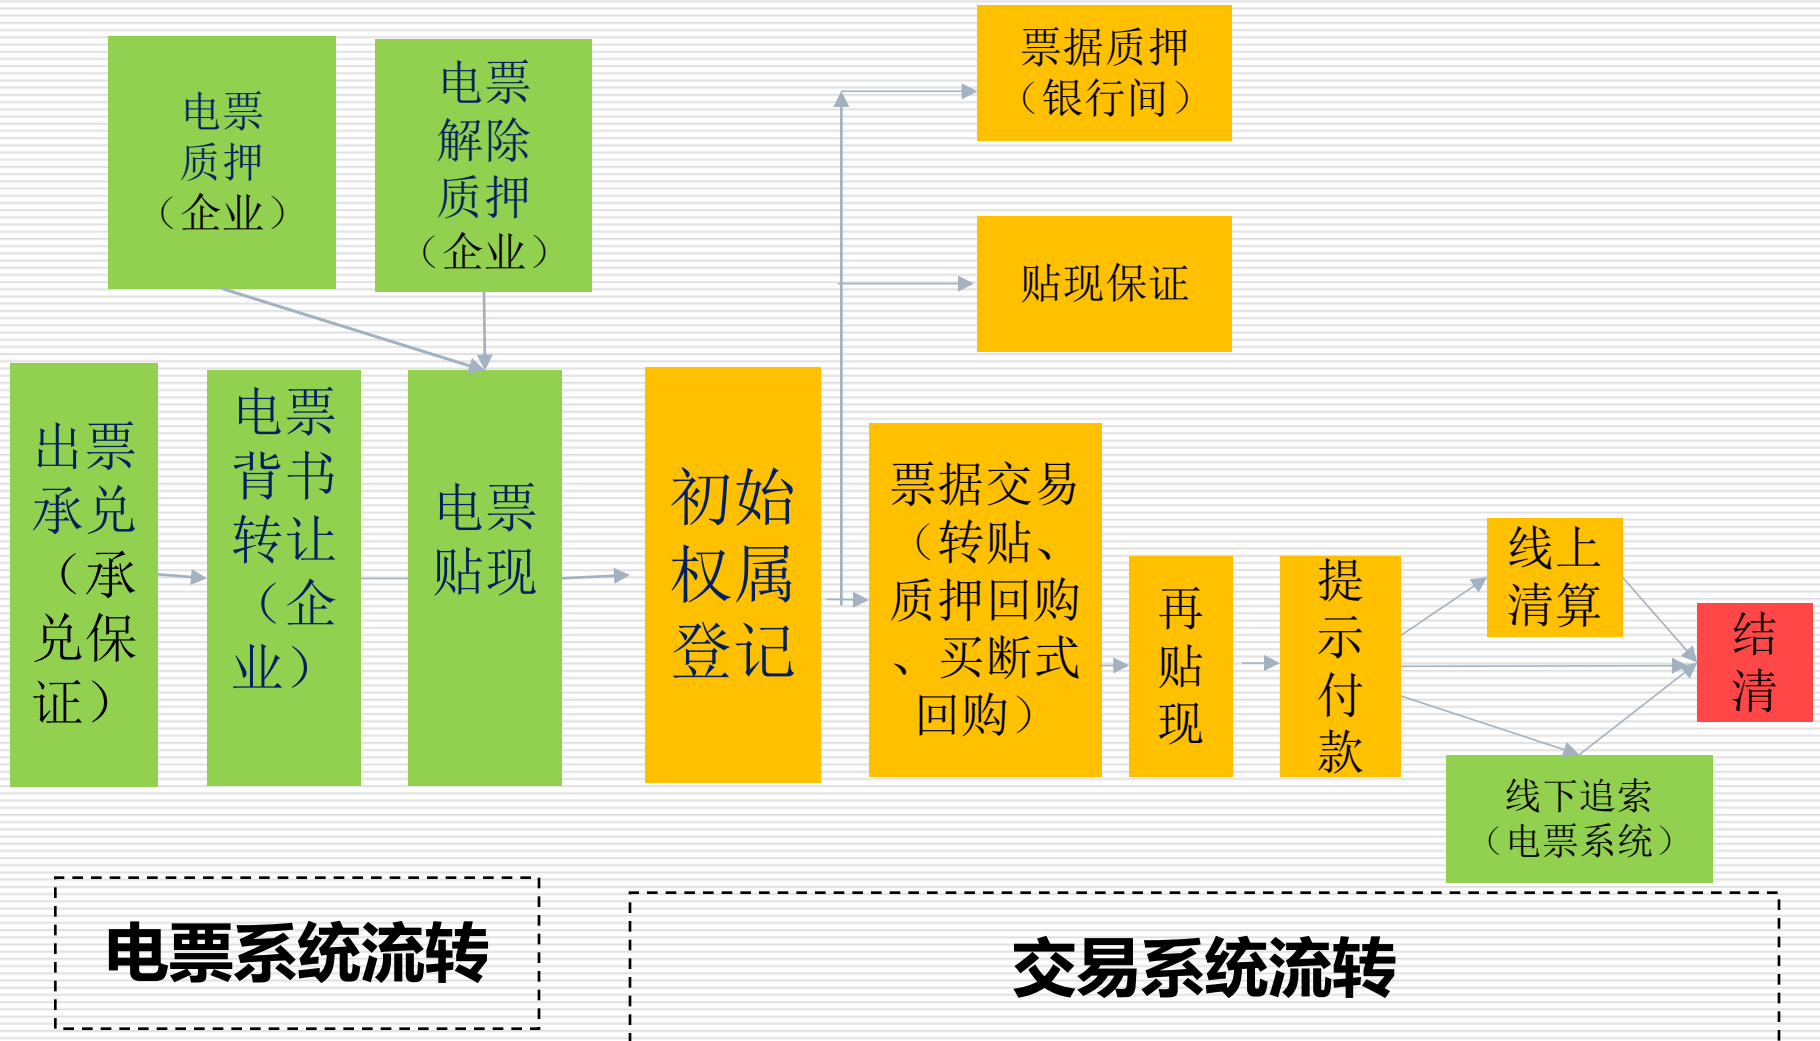 票据质押
（银行间）
电票
质押
（企业）
电票
解除
质押
（企业）
贴现保证
出票
承兑
（承
兑保
证）
电票
背书
转让
（企
业）
电票
贴现
初始
权属
登记
票据交易
（转贴、
质押回购
、买断式
回购）
再
贴
现
提
示
付
款
线上
清算
结
清
线下追索
（电票系统）
电票系统流转
交易系统流转